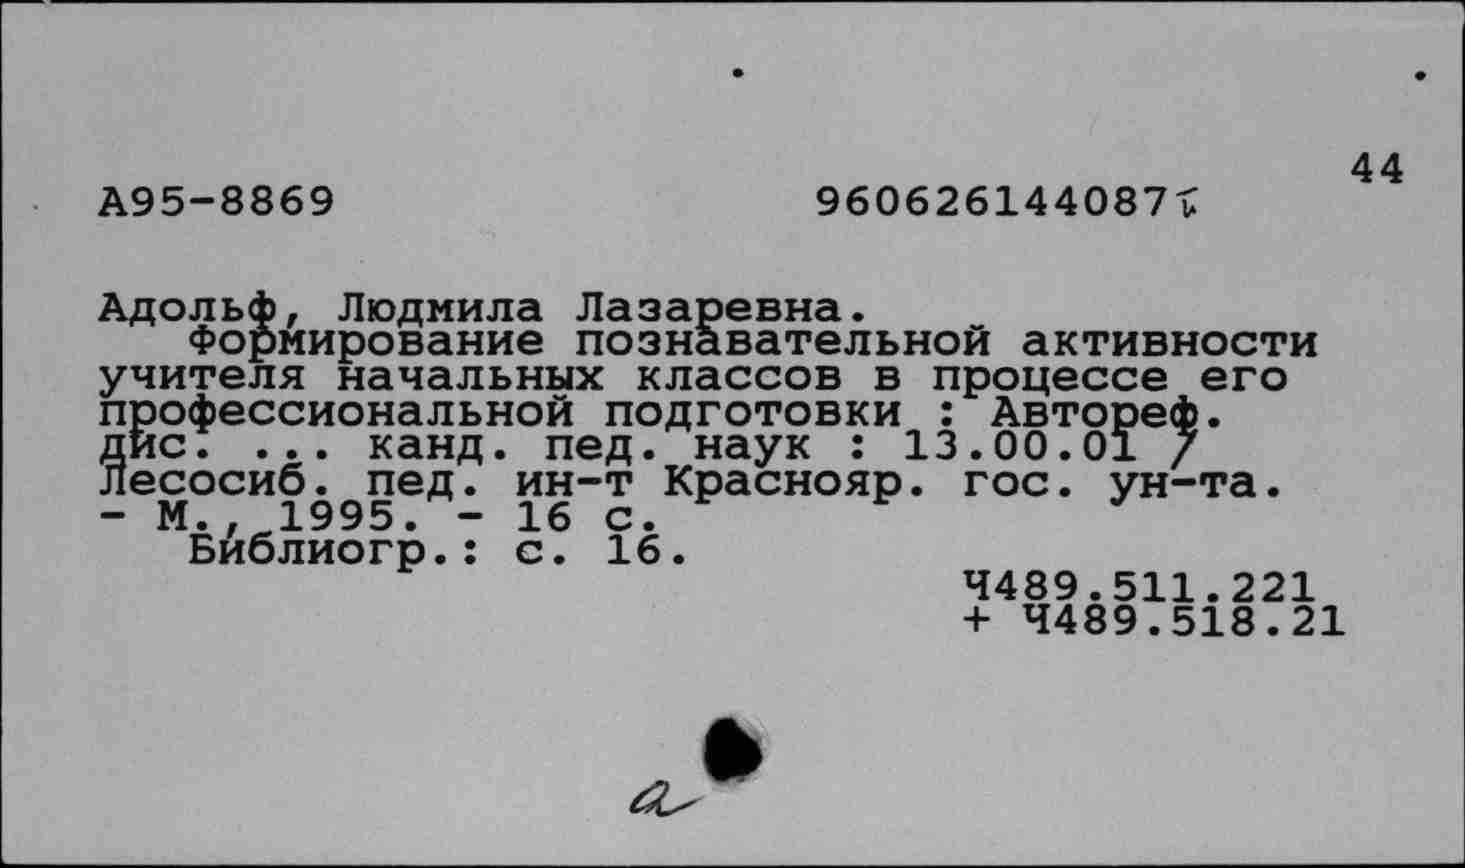 44
А95-8869 960626144087
Адольф, Людмила Лазаревна.
Формирование познавательной активности
учителя начальных классов в процессе его
профессиональной подготовки : Автореф.
дис. ... канд. пед. наук : 13.00.01 /
Лесосиб. пед. ин-т Краснояр. гос. ун-та.
- М., 1995. - 16 с.
Библиогр.: с. 16.
Ч489.511.221
+ Ч489.518.21